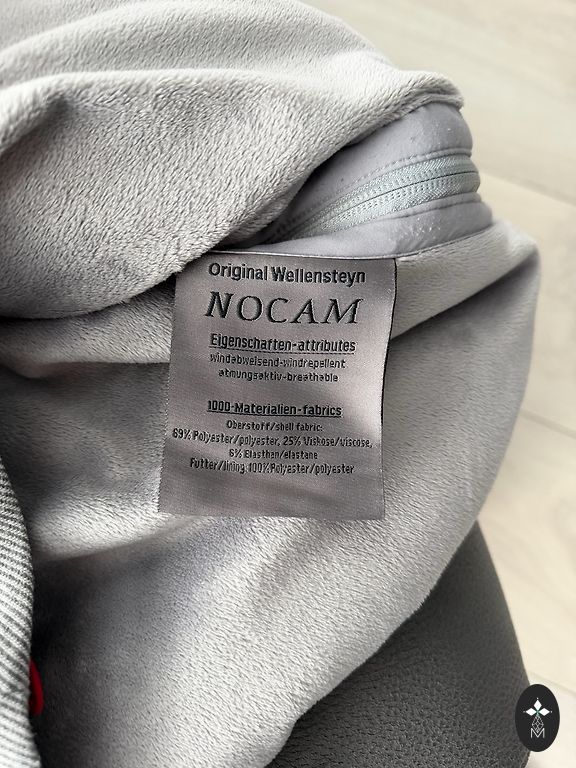 Original Wellensteyn
NOCAM
Eigenschaften-attributes
windabweisend-windrepellent
atmungsaktiv-breathable
1000-Materialien-fabrics
Oberstoff/shell fabric:
69% Polyester/polyester, 25% Viskose/viscose,
6% Elasthan/elastane
Futter/lining,100%Polyester/polyester
M